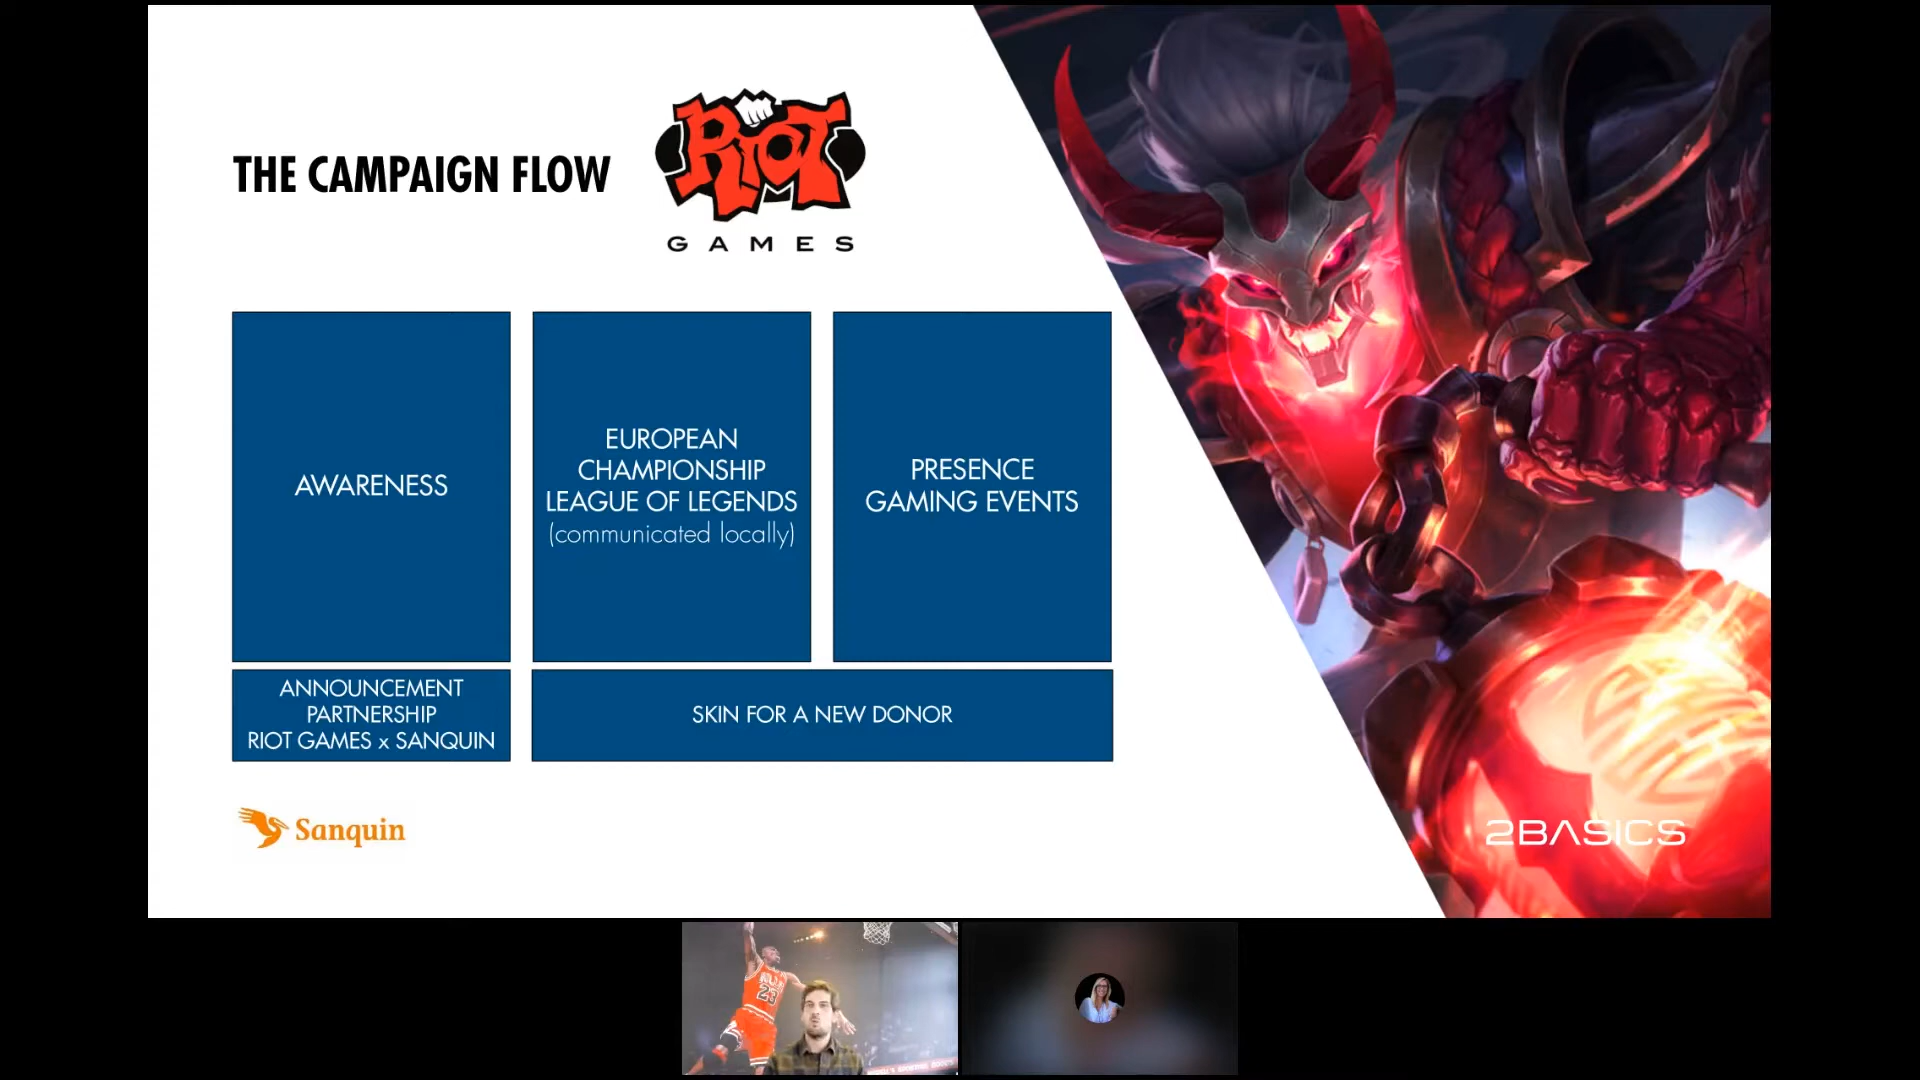 THE CAMPAIGN FLOW
RIOT
GAMES
AWARENESS
EUROPEAN
CHAMPIONSHIP
LEAGUE OF LEGENDS
(communicated locally)
PRESENCE
GAMING EVENTS
ANNOUNCEMENT
PARTNERSHIP
RIOT GAMES x SANQUIN
SKIN FOR A NEW DONOR
Sanquin
2BASICS
23